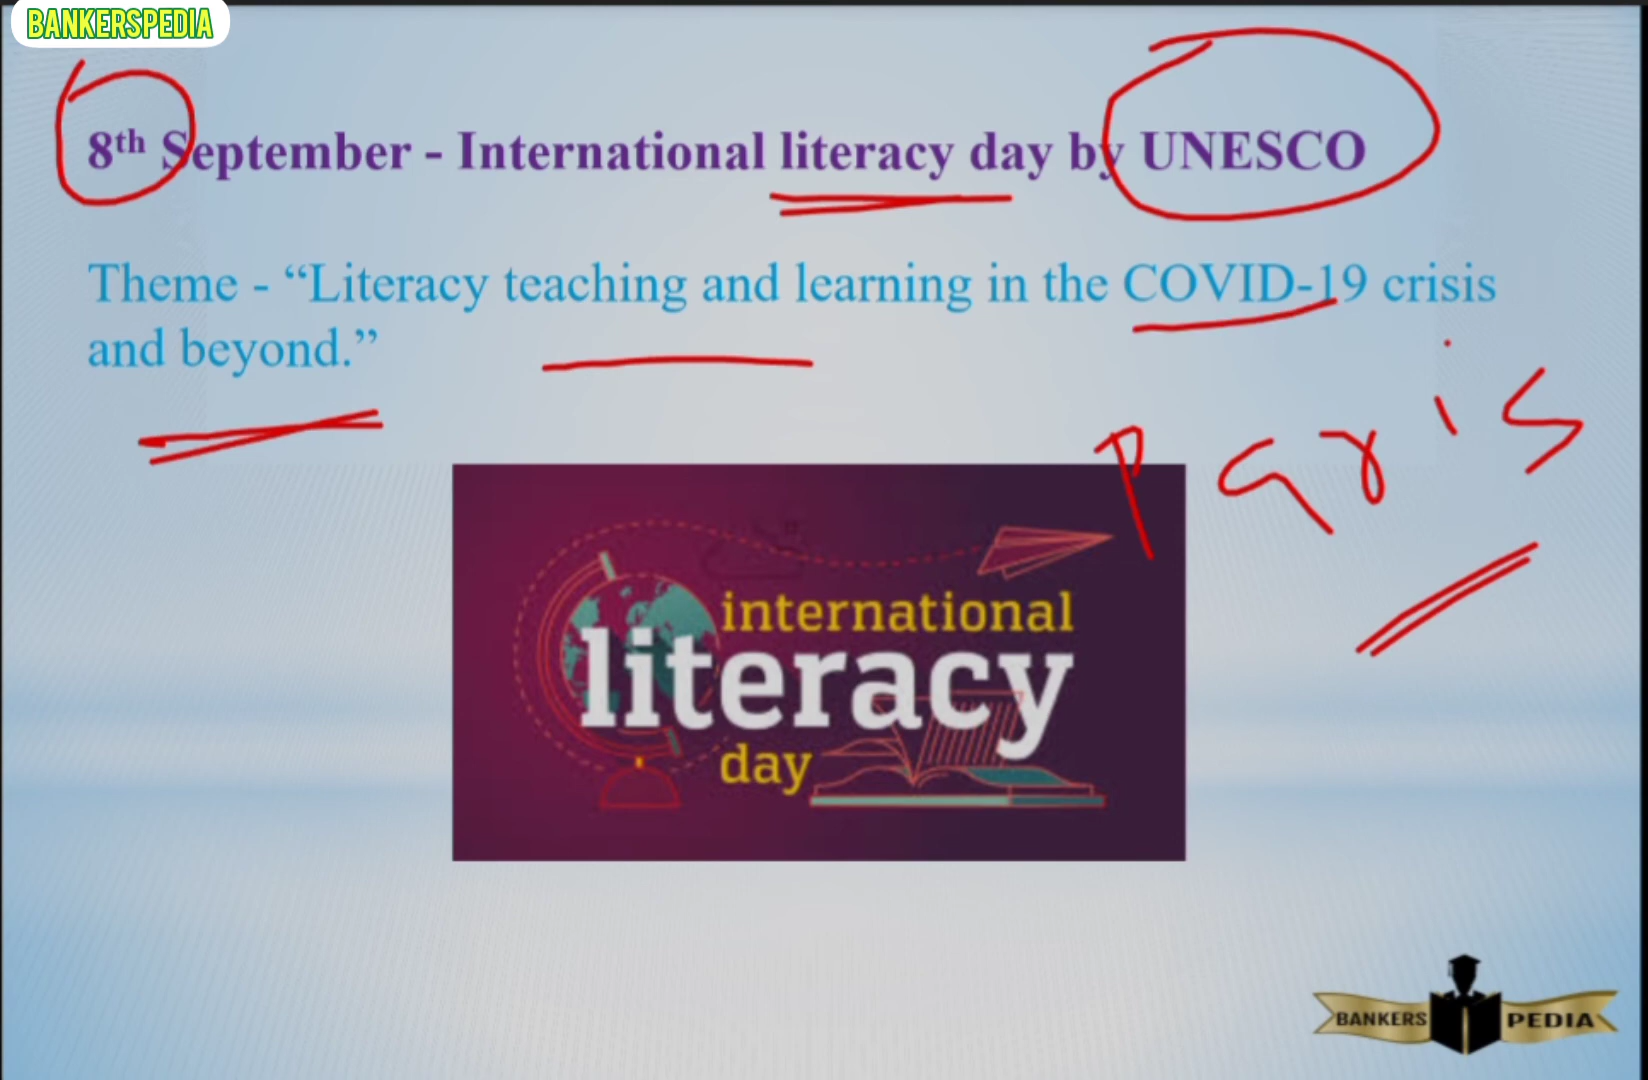 BANKERSPEDIA
8th September - International literacy day by UNESCO
Theme - “Literacy teaching and learning in the COVID-19 crisis
and beyond.”
Paris
international
literacy
day
BANKERS PEDIA